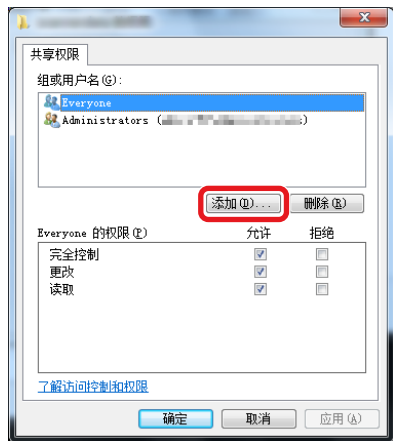 共享权限
组或用户名(G):
Everyone
Administrators (
添加(D)... 删除(R)
Everyone 的权限(P) 允许 拒绝
完全控制
更改
读取
了解访问控制和权限
确定 取消 应用(A)